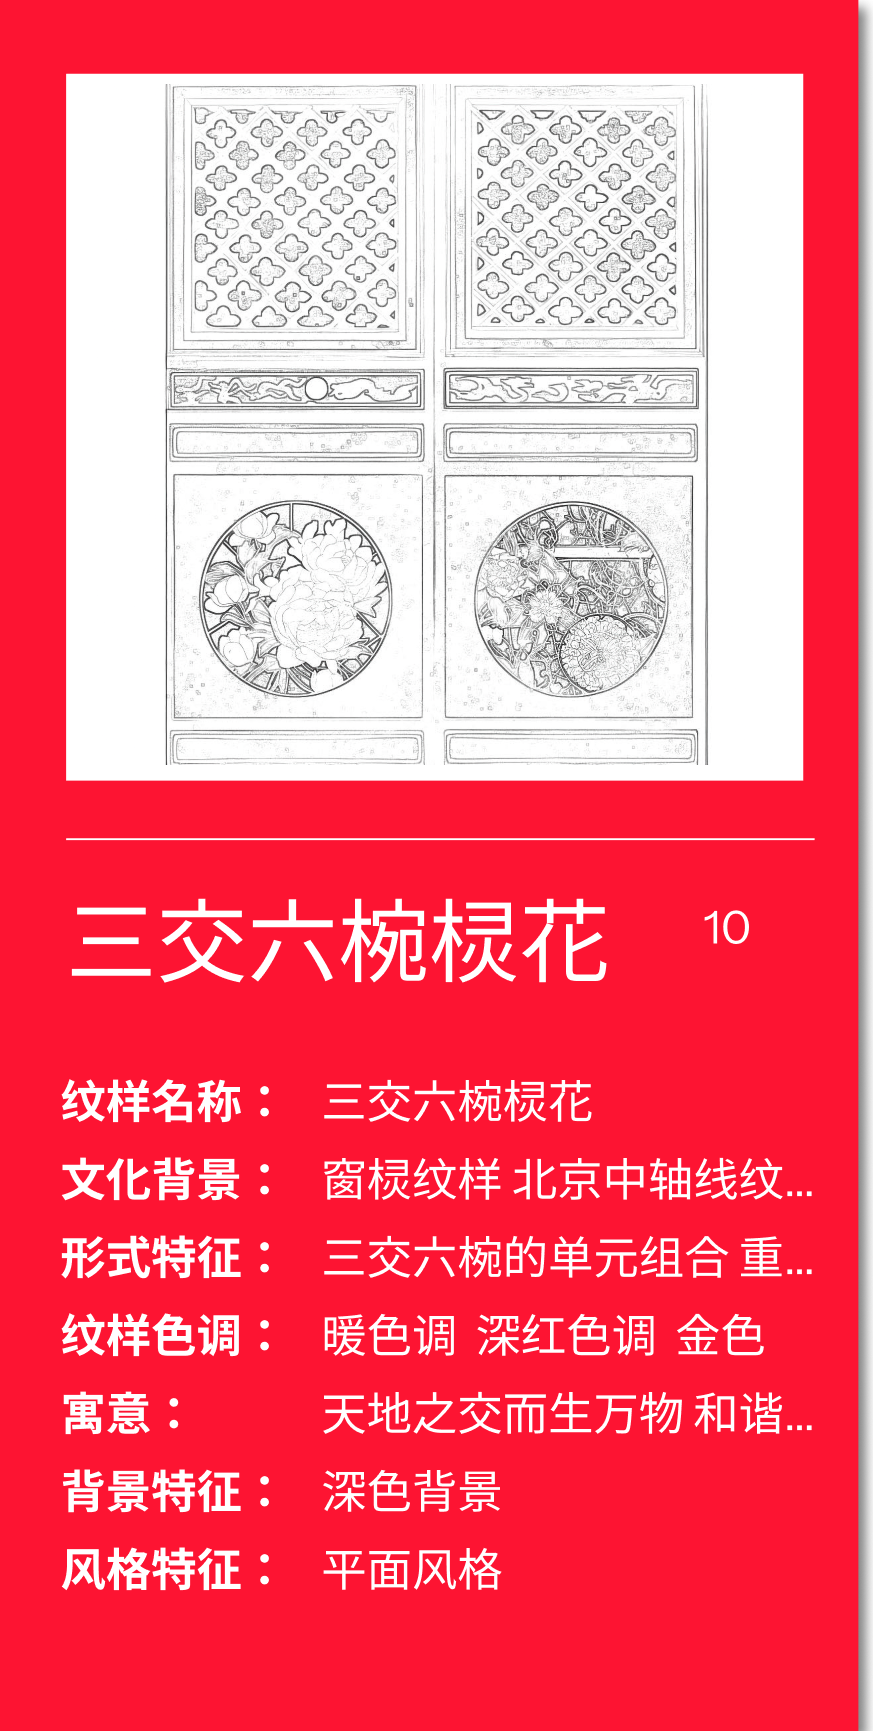 三交六椀棂花
10
纹样名称： 三交六椀棂花
文化背景： 窗棂纹样 北京中轴线纹...
形式特征： 三交六椀的单元组合 重...
纹样色调： 暖色调 深红色调 金色
寓意： 天地之交而生万物 和谐...
背景特征： 深色背景
风格特征： 平面风格